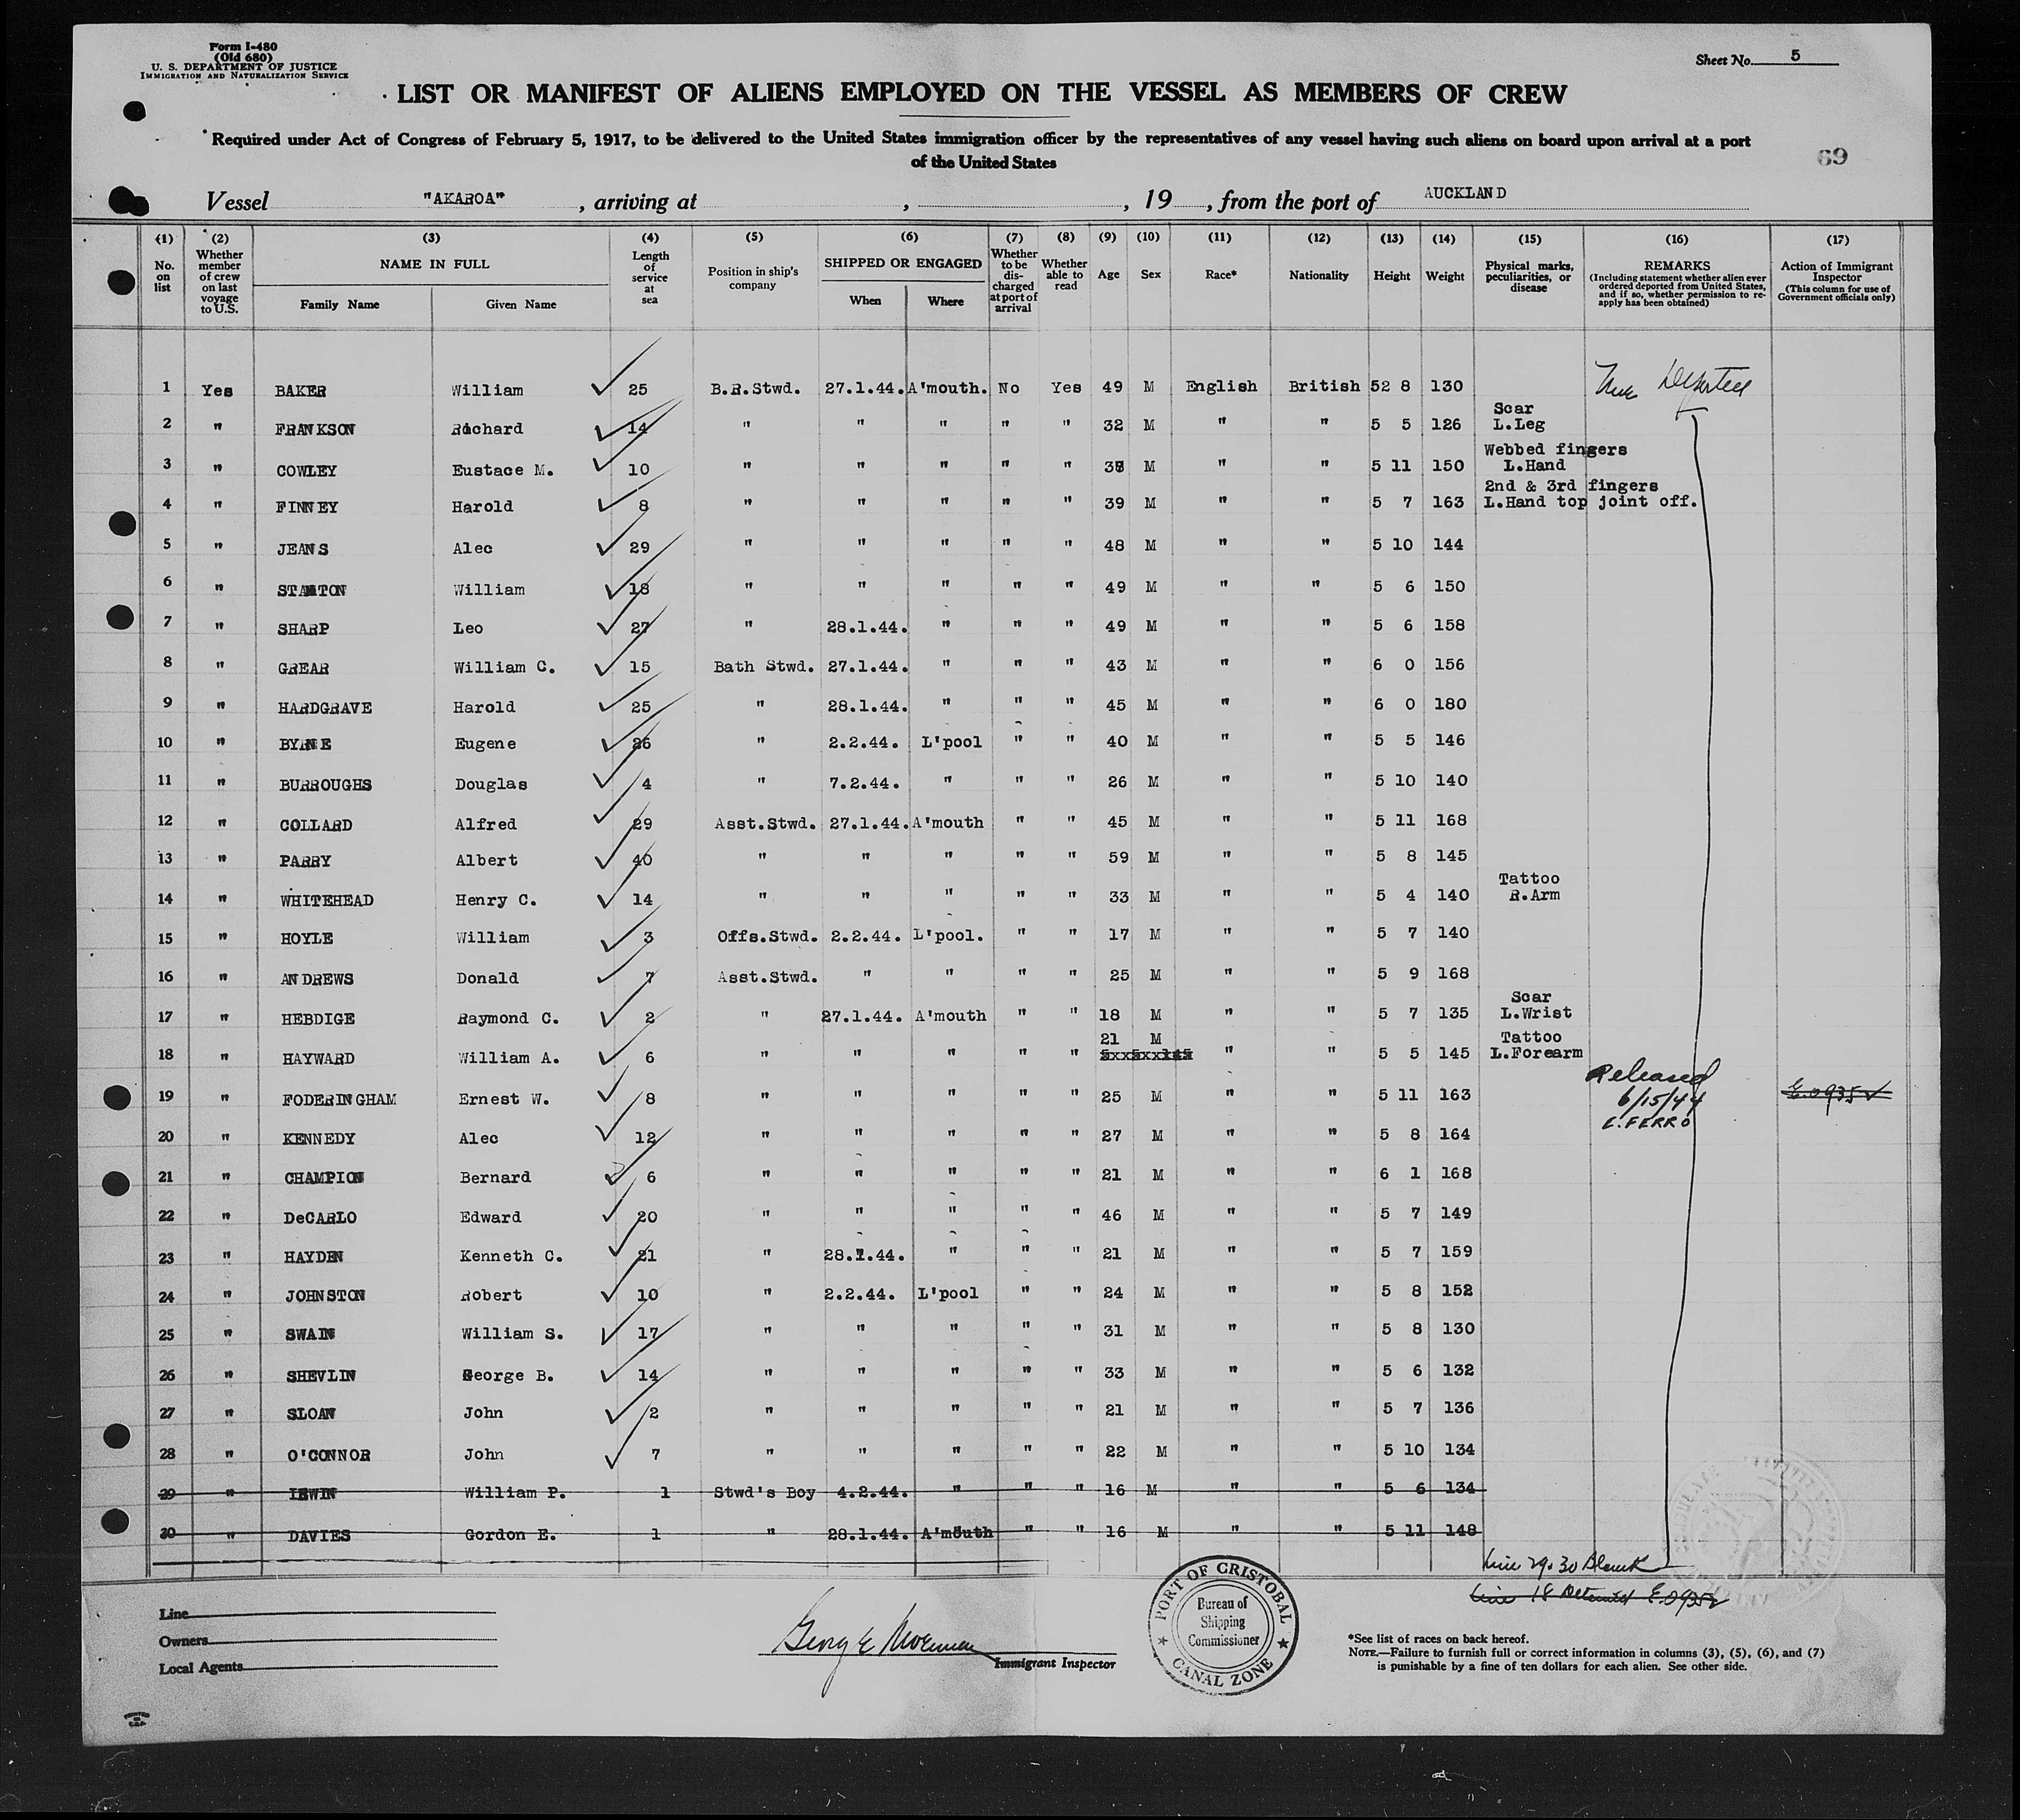 Form I-480
(Old 680)
U. S. DEPARTMENT OF JUSTICE
IMMIGRATION AND NATURALIZATION SERVICE
Sheet No. 5
LIST OR MANIFEST OF ALIENS EMPLOYED ON THE VESSEL AS MEMBERS OF CREW
Required under Act of Congress of February 5, 1917, to be delivered to the United States immigration officer by the representatives of any vessel having such aliens on board upon arrival at a port
of the United States
69
Vessel "AKAROA", arriving at , , 19 , from the port of AUCKLAND
(1) No. on list
(2) Whether member of crew on last voyage to U.S.
(3) NAME IN FULL Family Name Given Name
(4) Length of service at sea
(5) Position in ship's company
(6) SHIPPED OR ENGAGED When Where
(7) Whether to be discharged at port of arrival
(8) Whether able to read
(9) Age
(10) Sex
(11) Race*
(12) Nationality
(13) Height
(14) Weight
(15) Physical marks, peculiarities, or disease
(16) REMARKS (Including statement whether alien ever ordered deported from United States, and if so, whether permission to reapply has been obtained)
(17) Action of Immigrant Inspector (This column for use of Government officials only)
1 Yes BAKER William 25 B.R.Stwd. 27.1.44. A'mouth. No Yes 49 M English British 52 8 130
2 " FRANKSON Richard 14 " " " " " 32 M " " 5 5 126 Scar L.Leg
3 " COWLEY Eustace M. 10 " " " " " M " " 5 11 150 Webbed fingers L.Hand
4 " FINNEY Harold 8 " " " " " 39 M " " 5 7 163 2nd & 3rd fingers L.Hand top joint off.
5 " JEANS Alec 29 " " " " " 48 M " " 5 10 144
6 " STANTON William 18 " " " " " 49 M " " 5 6 150
7 " SHARP Leo 27 " 28.1.44. " " " 49 M " " 5 6 158
8 " GREAR William C. 15 Bath Stwd. 27.1.44. " " " 43 M " " 6 0 156
9 " HARDGRAVE Harold 25 " 28.1.44. " " " 45 M " " 6 0 180
10 " BYRNE Eugene 26 " 2.2.44. L'pool " " 40 M " " 5 5 146
11 " BURROUGHS Douglas 4 " 7.2.44. " " " 26 M " " 5 10 140
12 " COLLARD Alfred 29 Asst.Stwd. 27.1.44. A'mouth " " 45 M " " 5 11 168
13 " PARRY Albert 40 " " " " " 59 M " " 5 8 145
14 " WHITEHEAD Henry C. 14 " " " " " 33 M " " 5 4 140 Tattoo R.Arm
15 " HOYLE William 3 Offs.Stwd. 2.2.44. L'pool. " " 17 M " " 5 7 140
16 " ANDREWS Donald 7 Asst.Stwd. " " " " 25 M " " 5 9 168
17 " HEBDIGE Raymond C. 2 " 27.1.44. A'mouth " " 18 M " " 5 7 135 Scar L.Wrist
18 " HAYWARD William A. 6 " " " " " 21 M " " 5 5 145 Tattoo L.Forearm
19 " FODERINGHAM Ernest W. 8 " " " " " 25 M " " 5 11 163 Released 6/15/44 E. FERRO E.0935
20 " KENNEDY Alec 12 " " " " " 27 M " " 5 8 164
21 " CHAMPION Bernard 6 " " " " " 21 M " " 6 1 168
22 " DeCARLO Edward 20 " " " " " 46 M " " 5 7 149
23 " HAYDEN Kenneth C. 21 " 28.1.44. " " " 21 M " " 5 7 159
24 " JOHNSTON Robert 10 " 2.2.44. L'pool " " 24 M " " 5 8 152
25 " SWAIN William S. 17 " " " " " 31 M " " 5 8 130
26 " SHEVLIN George B. 14 " " " " " 33 M " " 5 6 132
27 " SLOAN John 2 " " " " " 21 M " " 5 7 136
28 " O'CONNOR John 7 " " " " " 22 M " " 5 10 134
29 " IRWIN William P. 1 Stwd's Boy 4.2.44. " " " 16 M " " 5 6 134
30 " DAVIES Gordon E. 1 " 28.1.44. A'mouth " " 16 M " " 5 11 148
Line 29-30 Blank
Line 18 Detained E.0935
Line
Owners
Local Agents
Immigrant Inspector
PORT OF CRISTOBAL
Bureau of
Shipping
Commissioner
CANAL ZONE
*See list of races on back hereof.
NOTE.—Failure to furnish full or correct information in columns (3), (5), (6), and (7)
is punishable by a fine of ten dollars for each alien. See other side.